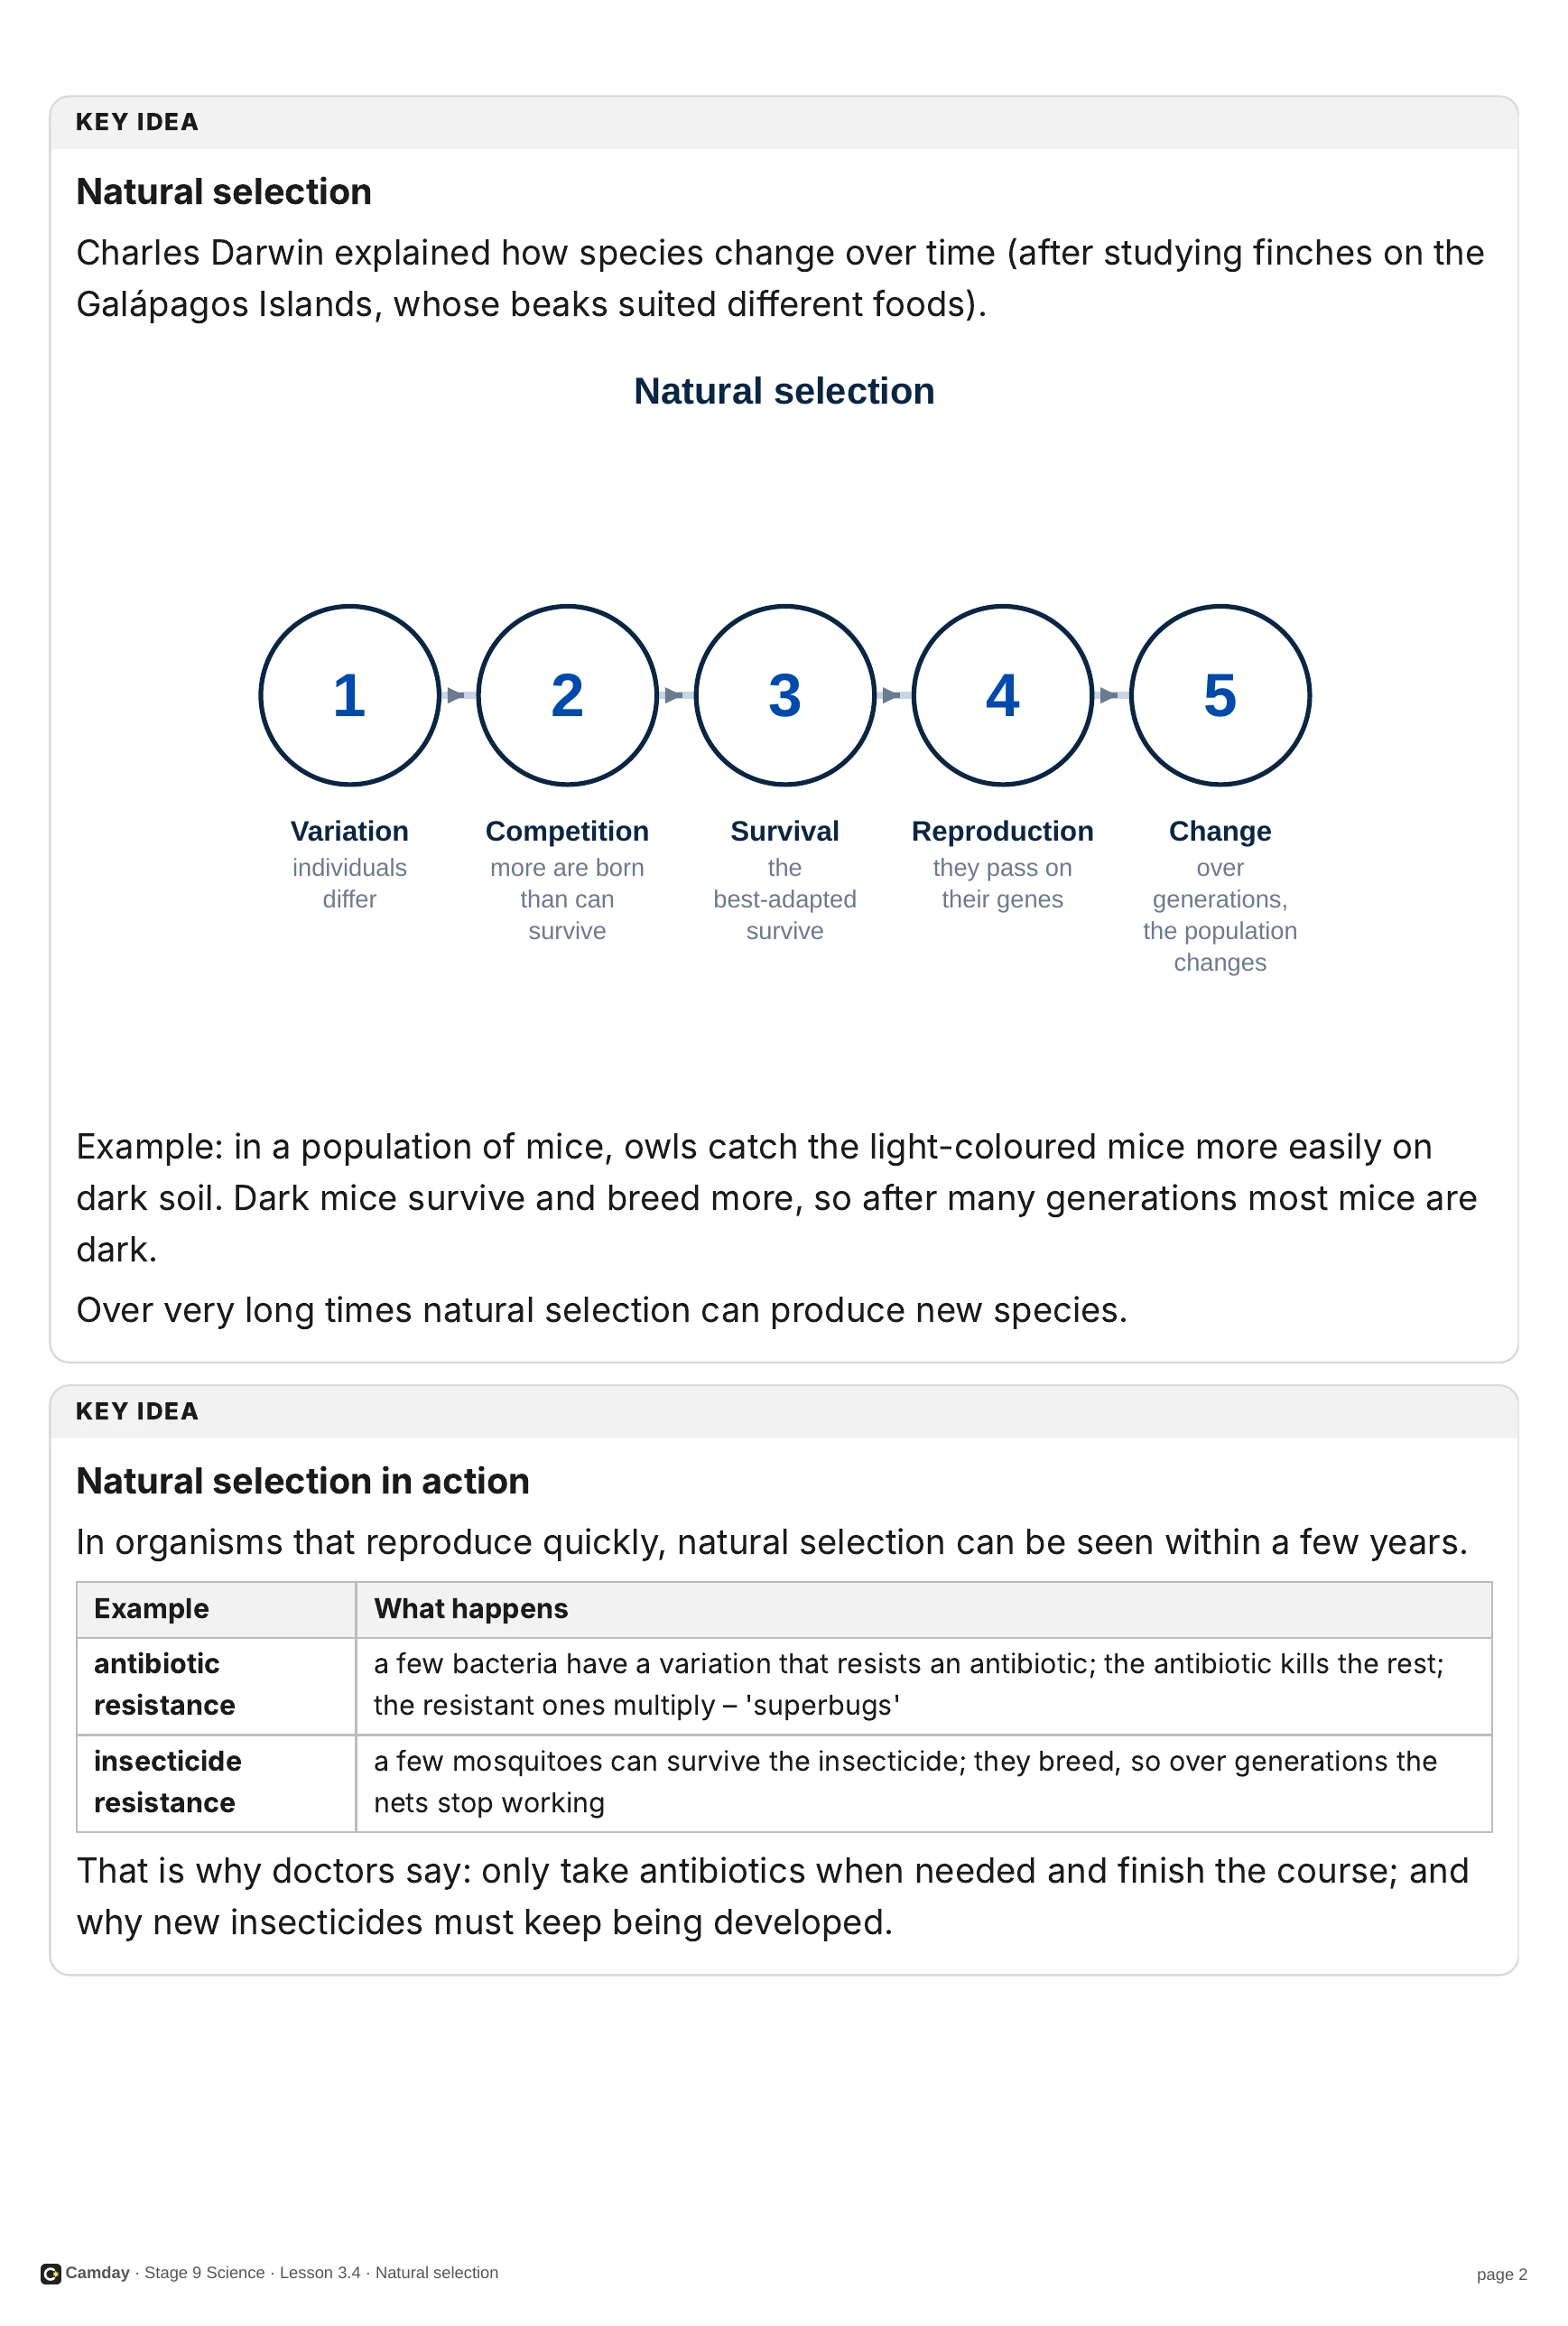 KEY IDEA
Natural selection
Charles Darwin explained how species change over time (after studying finches on the
Galápagos Islands, whose beaks suited different foods).
Natural selection
1 2 3 4 5
Variation
individuals
differ
Competition
more are born
than can
survive
Survival
the
best-adapted
survive
Reproduction
they pass on
their genes
Change
over
generations,
the population
changes
Example: in a population of mice, owls catch the light-coloured mice more easily on
dark soil. Dark mice survive and breed more, so after many generations most mice are
dark.
Over very long times natural selection can produce new species.
KEY IDEA
Natural selection in action
In organisms that reproduce quickly, natural selection can be seen within a few years.
Example What happens
antibiotic
resistance
a few bacteria have a variation that resists an antibiotic; the antibiotic kills the rest;
the resistant ones multiply – 'superbugs'
insecticide
resistance
a few mosquitoes can survive the insecticide; they breed, so over generations the
nets stop working
That is why doctors say: only take antibiotics when needed and finish the course; and
why new insecticides must keep being developed.
Camday · Stage 9 Science · Lesson 3.4 · Natural selection
page 2